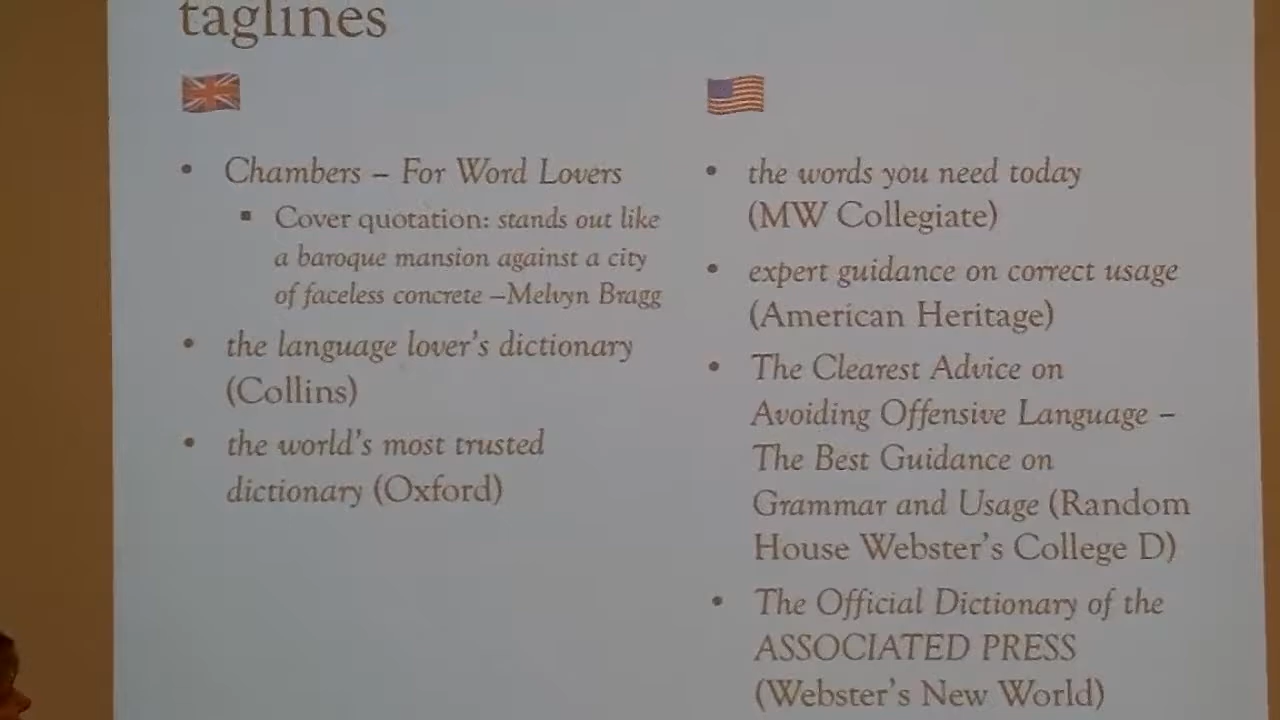 taglines
Chambers – For Word Lovers
Cover quotation: stands out like
a baroque mansion against a city
of faceless concrete –Melvyn Bragg
the language lover's dictionary
(Collins)
the world's most trusted
dictionary (Oxford)
the words you need today
(MW Collegiate)
expert guidance on correct usage
(American Heritage)
The Clearest Advice on
Avoiding Offensive Language –
The Best Guidance on
Grammar and Usage (Random
House Webster's College D)
The Official Dictionary of the
ASSOCIATED PRESS
(Webster's New World)